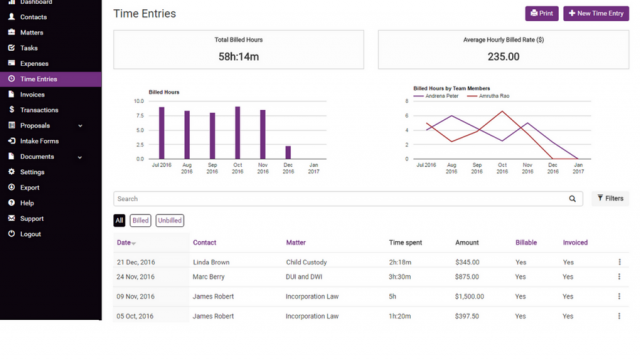 Dashboard
Contacts
Matters
Tasks
Expenses
Time Entries
Invoices
Transactions
Proposals
Intake Forms
Documents
Settings
Export
Help
Support
Logout
Time Entries
Print
+ New Time Entry
Total Billed Hours
58h:14m
Average Hourly Billed Rate ($)
235.00
Billed Hours
10.0
7.5
5.0
2.5
0.0
Jul 2016 Aug 2016 Sep 2016 Oct 2016 Nov 2016 Dec 2016 Jan 2017
Billed Hours by Team Members
Andrena Peter Amrutha Rao
8
6
4
2
0
Jul 2016 Aug 2016 Sep 2016 Oct 2016 Nov 2016 Dec 2016 Jan 2017
Search
Filters
All Billed Unbilled
Date Contact Matter Time spent Amount Billable Invoiced
21 Dec, 2016 Linda Brown Child Custody 2h:18m $345.00 Yes Yes
24 Nov, 2016 Marc Berry DUI and DWI 3h:30m $875.00 Yes Yes
09 Nov, 2016 James Robert Incorporation Law 5h $1,500.00 Yes Yes
05 Oct, 2016 James Robert Incorporation Law 1h:20m $397.50 Yes Yes